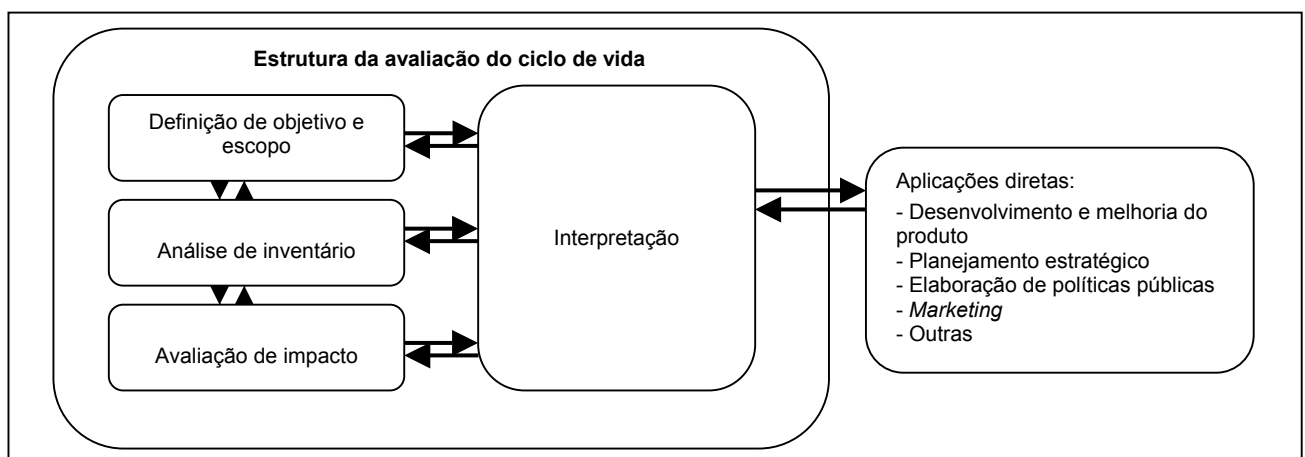 Estrutura da avaliação do ciclo de vida
Definição de objetivo e
escopo
Análise de inventário
Avaliação de impacto
Interpretação
Aplicações diretas:
- Desenvolvimento e melhoria do
produto
- Planejamento estratégico
- Elaboração de políticas públicas
- Marketing
- Outras